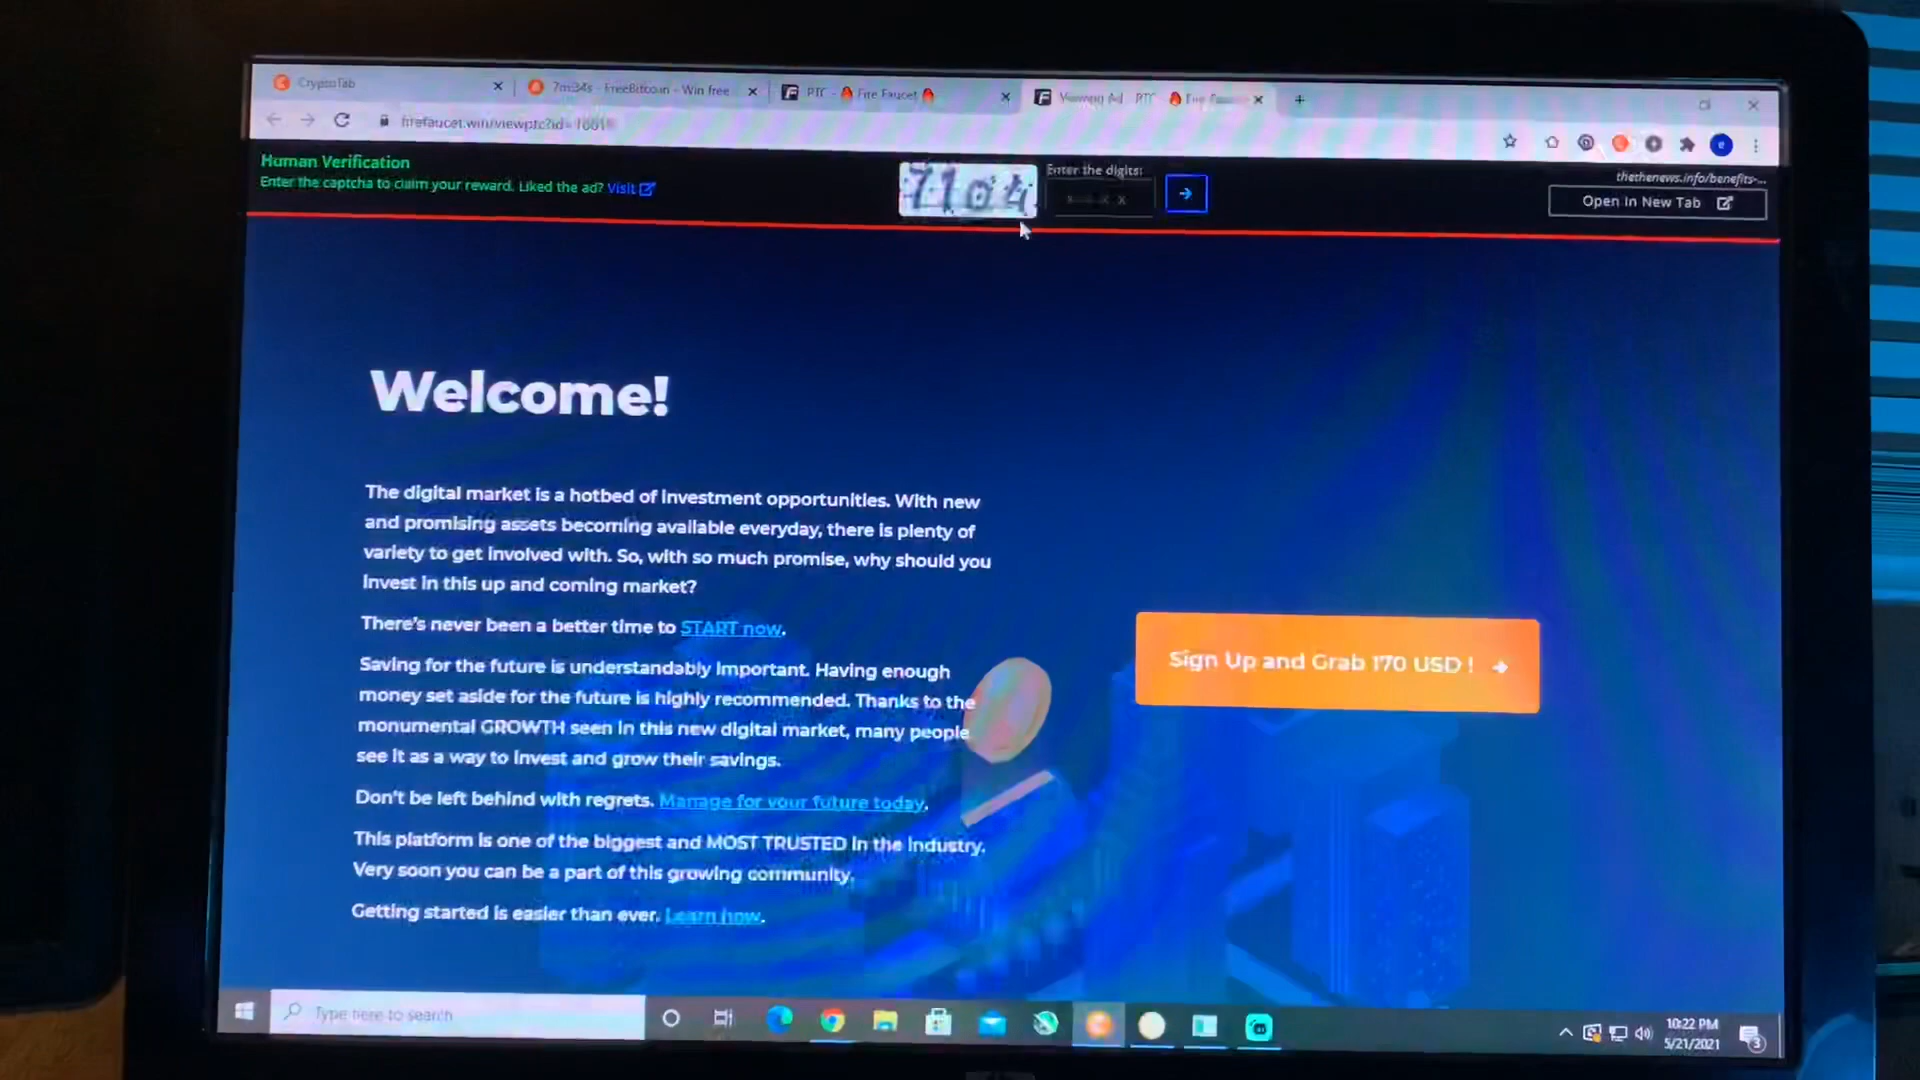 CryptoTab
7m:34s - FreeBitco.in - Win free
PTC - Fire Faucet
Viewing Ad - PTC
firefaucet.win/viewptc?id=
Human Verification
Enter the captcha to claim your reward. Liked the ad? Visit
7104
Enter the digits:
x x x x
thethenews.info/benefits-...
Open In New Tab
Welcome!
The digital market is a hotbed of investment opportunities. With new
and promising assets becoming available everyday, there is plenty of
variety to get involved with. So, with so much promise, why should you
invest in this up and coming market?
There's never been a better time to START now.
Saving for the future is understandably important. Having enough
money set aside for the future is highly recommended. Thanks to the
monumental GROWTH seen in this new digital market, many people
see it as a way to invest and grow their savings.
Don't be left behind with regrets. Manage for your future today.
This platform is one of the biggest and MOST TRUSTED in the industry.
Very soon you can be a part of this growing community.
Getting started is easier than ever. Learn how.
Sign Up and Grab 170 USD !
Type here to search
10:22 PM
5/21/2021
3